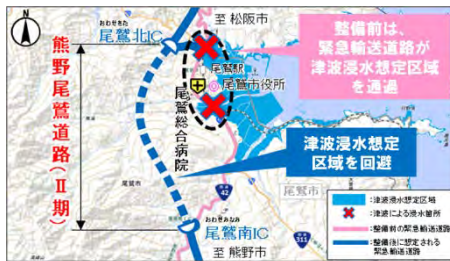 N
おわせきた
尾鷲北IC
至 松阪市
整備前は、
緊急輸送道路が
津波浸水想定区域
を通過
尾鷲駅
尾鷲市役所
尾鷲総合病院
熊野尾鷲道路(Ⅱ期)
津波浸水想定
区域を回避
尾鷲市
尾鷲
42
おわせみなみ
尾鷲南IC
至 熊野市
311
:津波浸水想定区域
:津波による浸水箇所
:整備前の緊急輸送道路
:整備後に想定される
緊急輸送道路